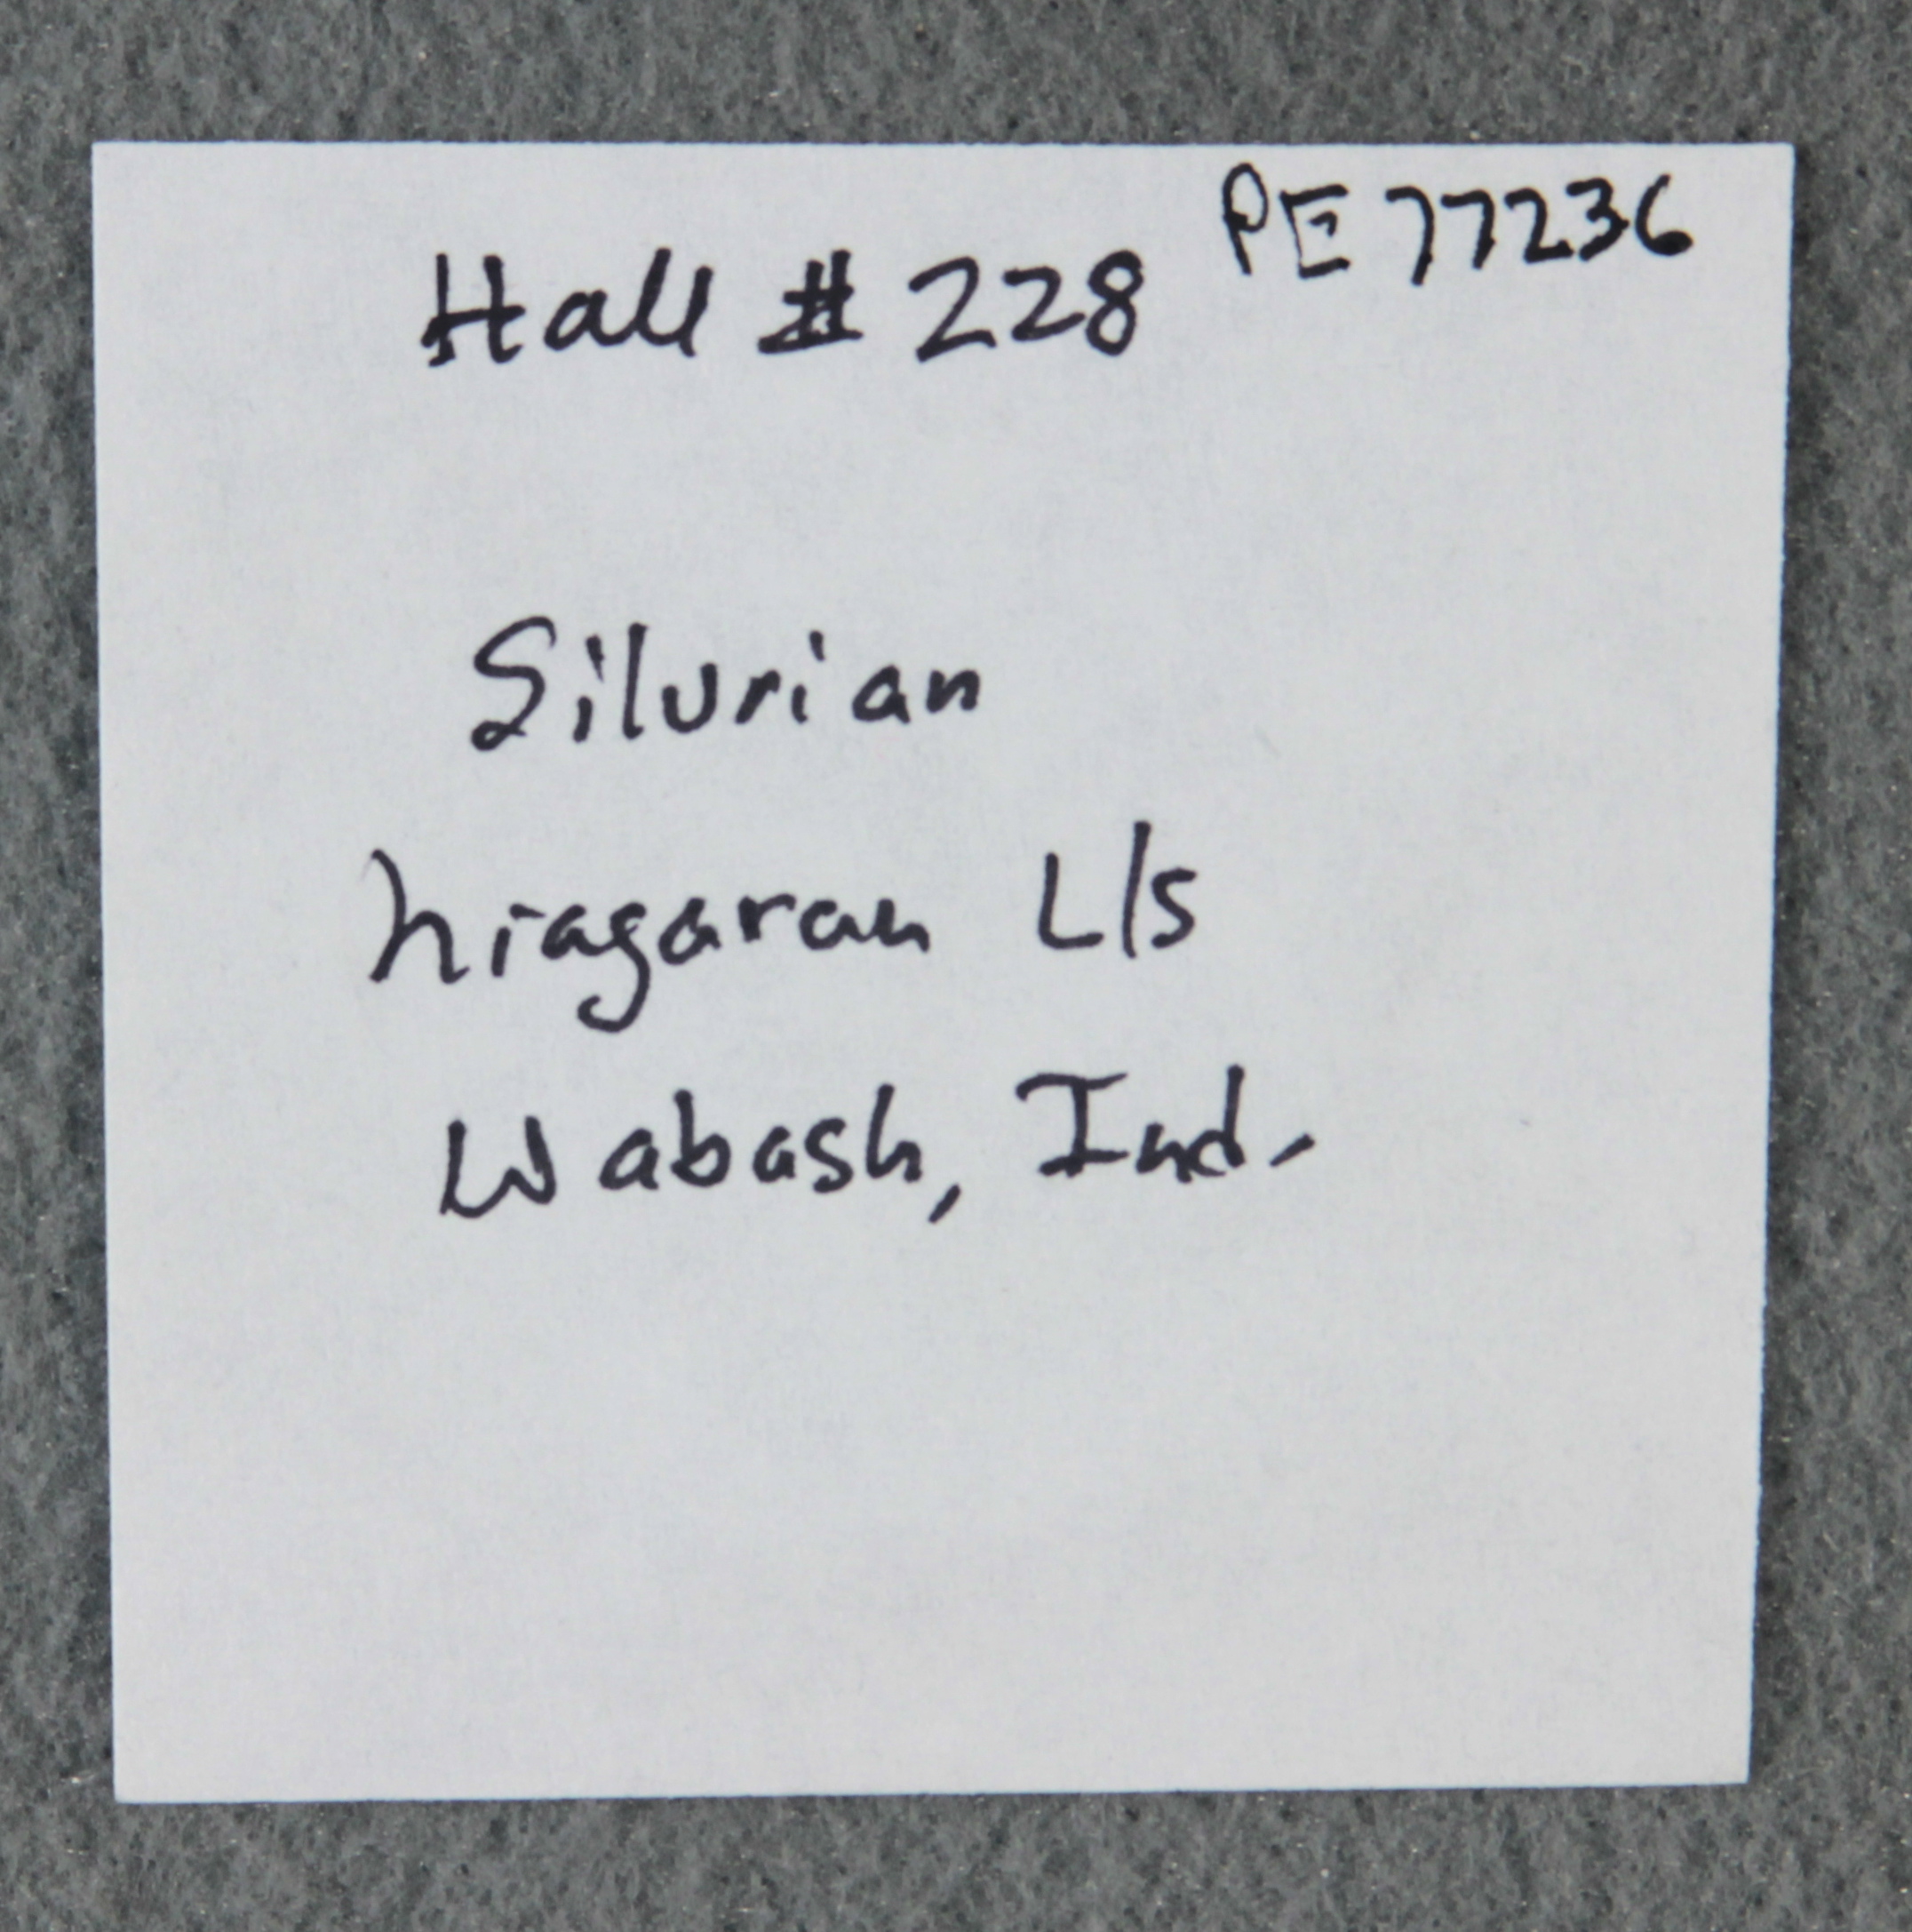 PE 77236
Hall # 228
Silurian
Niagaran L/s
Wabash, Ind.